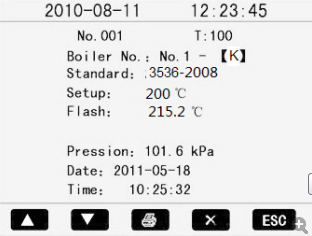 2010-08-11 12:23:45
No.001 T:100
Boiler No.: No.1 - 【K】
Standard: 3536-2008
Setup: 200 ℃
Flash: 215.2 ℃
Pression: 101.6 kPa
Date: 2011-05-18
Time: 10:25:32
ESC